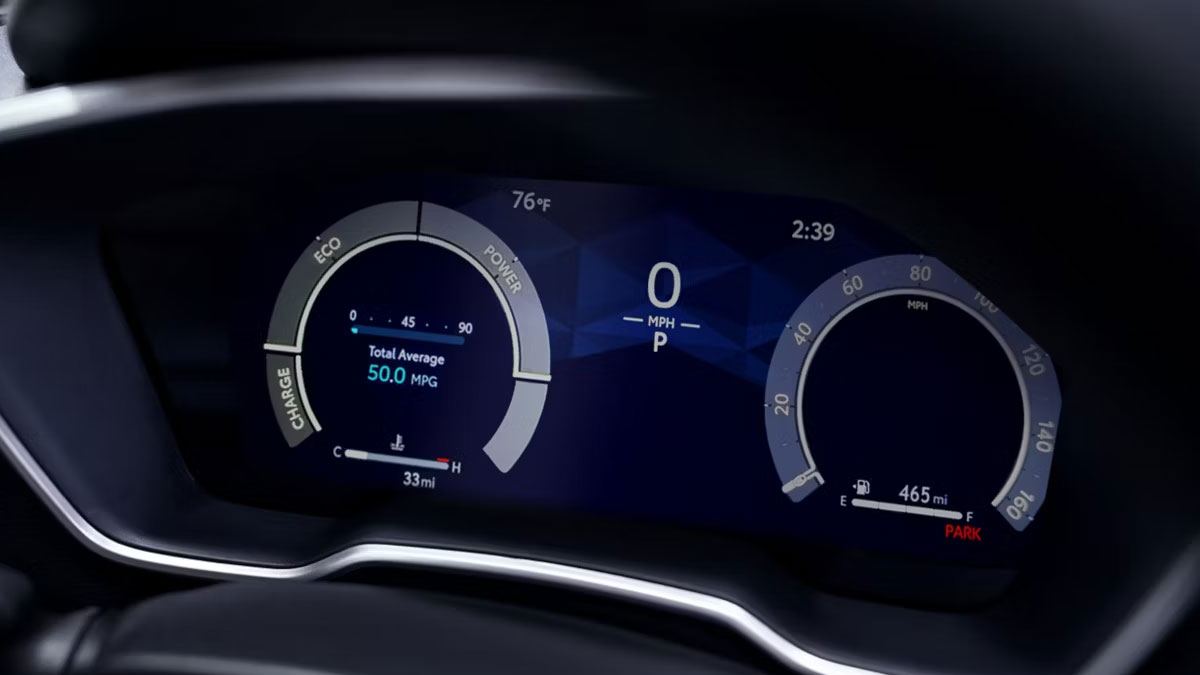 76°F
2:39
ECO
POWER
CHARGE
0 45 90
Total Average
50.0 MPG
C H
33mi
0
MPH
P
0
20
40
60
80
100
120
140
160
MPH
465 mi
E F
PARK